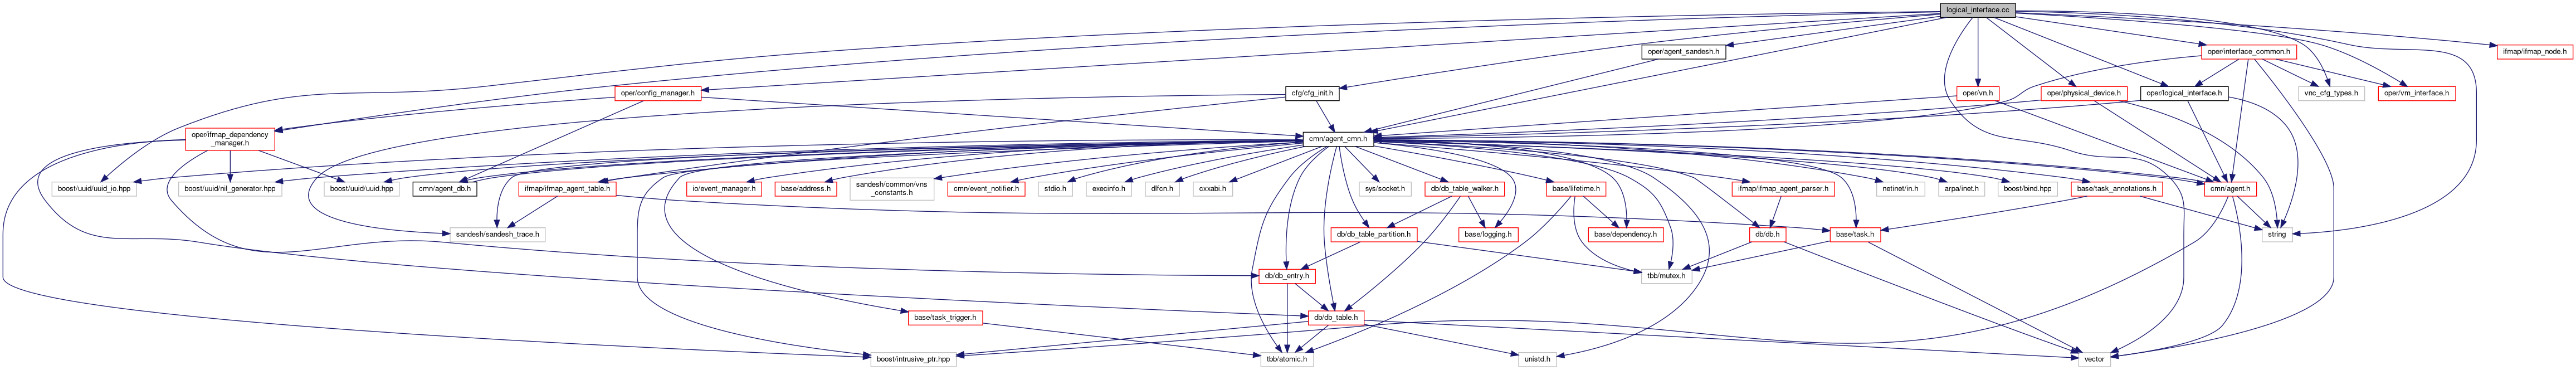 logical_interface.cc
oper/agent_sandesh.h
oper/interface_common.h
ifmap/ifmap_node.h
oper/config_manager.h
cfg/cfg_init.h
oper/vn.h
oper/physical_device.h
oper/logical_interface.h
vnc_cfg_types.h
oper/vm_interface.h
oper/ifmap_dependency
_manager.h
cmn/agent_cmn.h
boost/uuid/uuid_io.hpp
boost/uuid/nil_generator.hpp
boost/uuid/uuid.hpp
cmn/agent_db.h
ifmap/ifmap_agent_table.h
io/event_manager.h
base/address.h
sandesh/common/vns
_constants.h
cmn/event_notifier.h
stdio.h
execinfo.h
dlfcn.h
cxxabi.h
sys/socket.h
db/db_table_walker.h
base/lifetime.h
ifmap/ifmap_agent_parser.h
netinet/in.h
arpa/inet.h
boost/bind.hpp
base/task_annotations.h
cmn/agent.h
sandesh/sandesh_trace.h
db/db_table_partition.h
base/logging.h
base/dependency.h
db/db.h
base/task.h
string
db/db_entry.h
tbb/mutex.h
base/task_trigger.h
db/db_table.h
boost/intrusive_ptr.hpp
tbb/atomic.h
unistd.h
vector